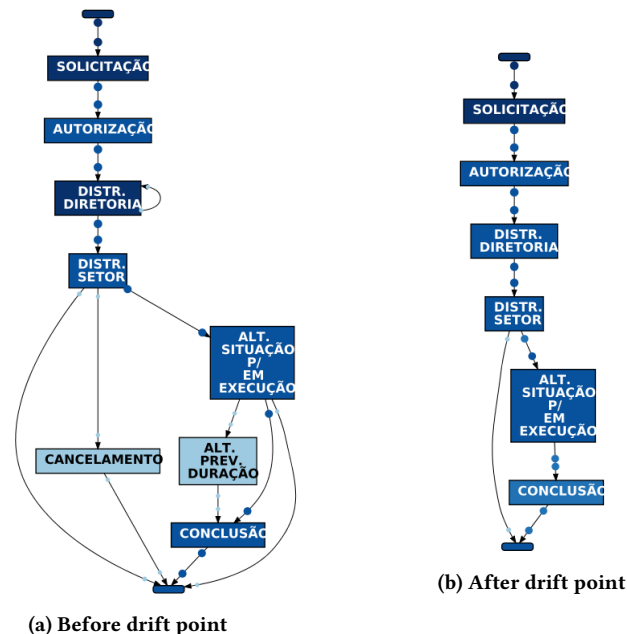 SOLICITAÇÃO
AUTORIZAÇÃO
DISTR.
DIRETORIA
DISTR.
SETOR
ALT.
SITUAÇÃO
P/
EM
EXECUÇÃO
CANCELAMENTO
ALT.
PREV.
DURAÇÃO
CONCLUSÃO
(a) Before drift point
SOLICITAÇÃO
AUTORIZAÇÃO
DISTR.
DIRETORIA
DISTR.
SETOR
ALT.
SITUAÇÃO
P/
EM
EXECUÇÃO
CONCLUSÃO
(b) After drift point